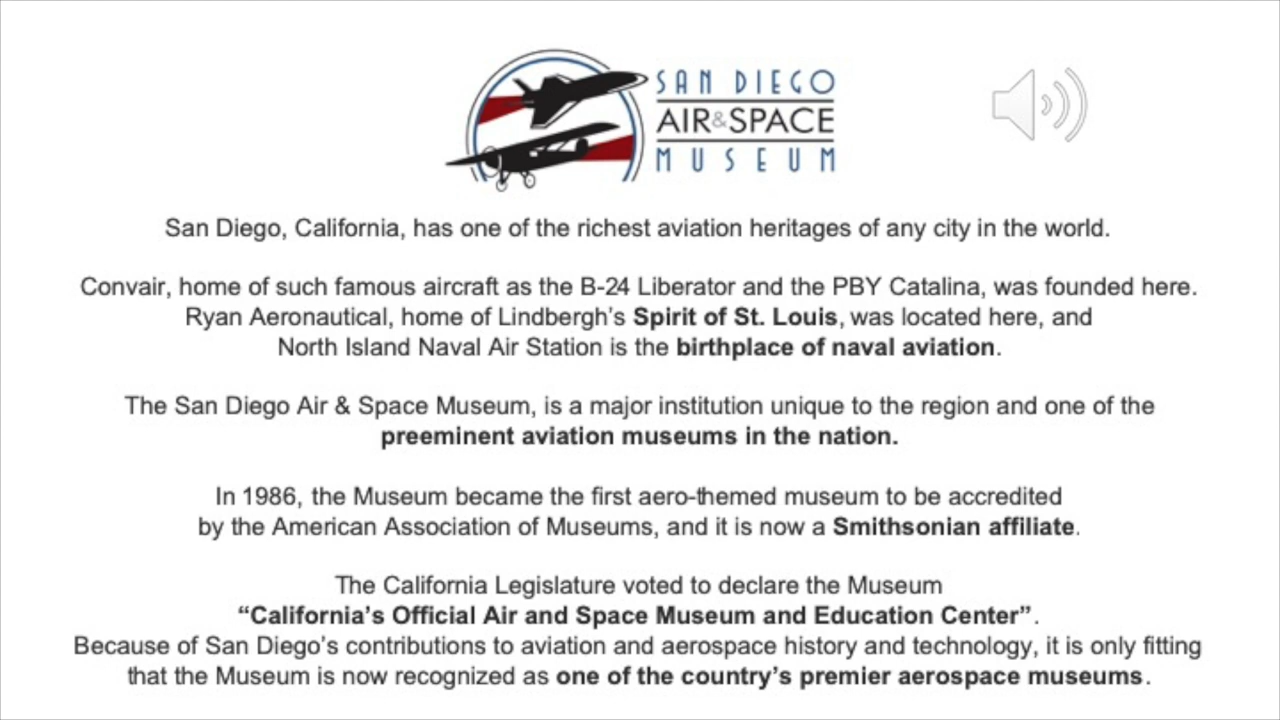 SAN DIEGO
AIR&SPACE
MUSEUM
San Diego, California, has one of the richest aviation heritages of any city in the world.
Convair, home of such famous aircraft as the B-24 Liberator and the PBY Catalina, was founded here.
Ryan Aeronautical, home of Lindbergh's Spirit of St. Louis, was located here, and
North Island Naval Air Station is the birthplace of naval aviation.
The San Diego Air & Space Museum, is a major institution unique to the region and one of the
preeminent aviation museums in the nation.
In 1986, the Museum became the first aero-themed museum to be accredited
by the American Association of Museums, and it is now a Smithsonian affiliate.
The California Legislature voted to declare the Museum
“California's Official Air and Space Museum and Education Center”.
Because of San Diego's contributions to aviation and aerospace history and technology, it is only fitting
that the Museum is now recognized as one of the country's premier aerospace museums.